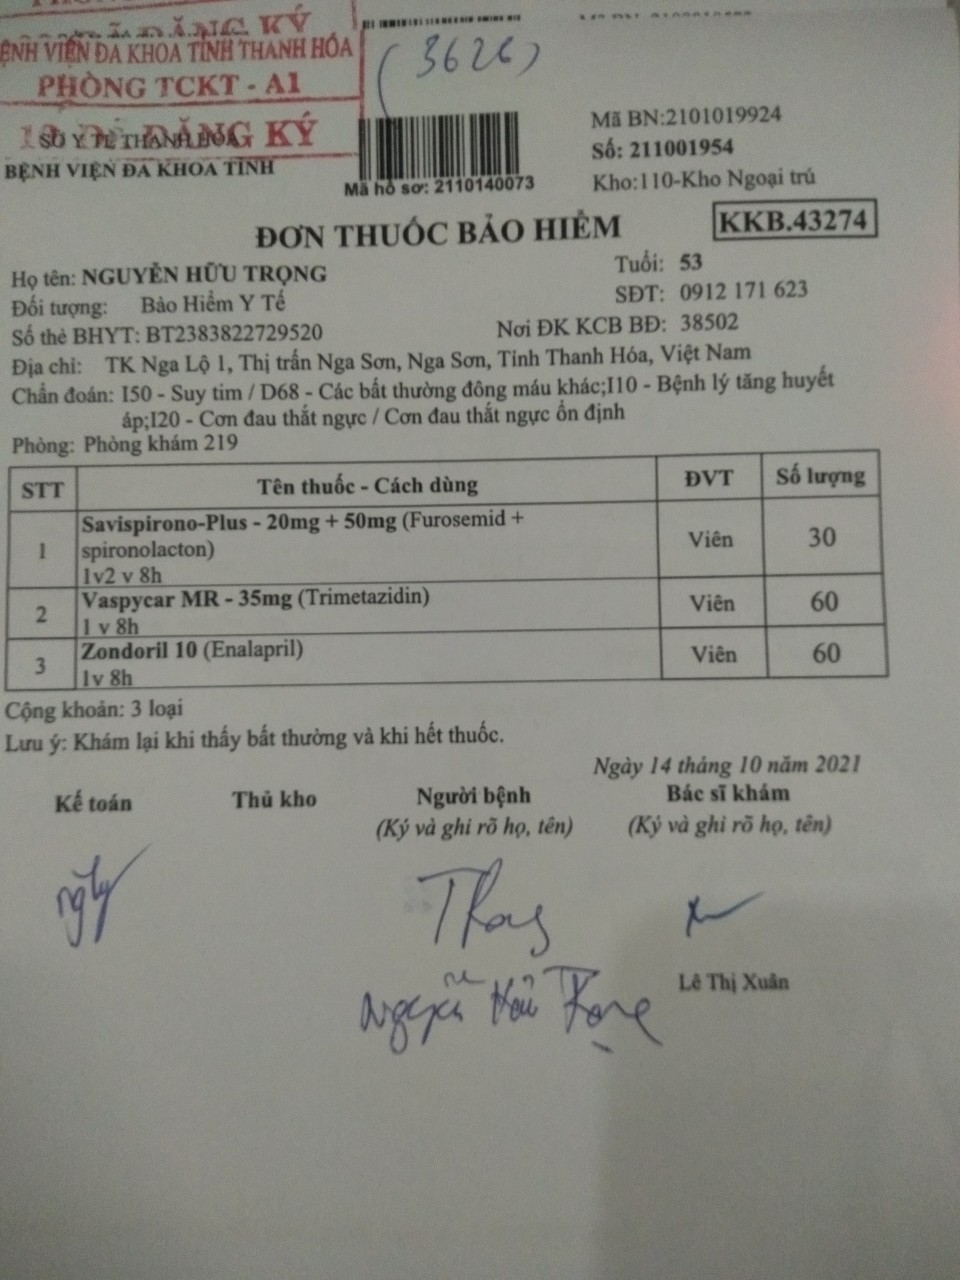 BỆNH VIỆN ĐA KHOA TỈNH THANH HÓA
PHÒNG TCKT - A1
ĐĂNG KÝ
SỞ Y TẾ THANH HÓA
BỆNH VIỆN ĐA KHOA TỈNH
(3626)
Mã hồ sơ: 2110140073
Mã BN:2101019924
Số: 211001954
Kho:110-Kho Ngoại trú
ĐƠN THUỐC BẢO HIỂM
KKB.43274
Họ tên: NGUYỄN HỮU TRỌNG Tuổi: 53
Đối tượng: Bảo Hiểm Y Tế SĐT: 0912 171 623
Số thẻ BHYT: BT2383822729520 Nơi ĐK KCB BĐ: 38502
Địa chỉ: TK Nga Lộ 1, Thị trấn Nga Sơn, Nga Sơn, Tỉnh Thanh Hóa, Việt Nam
Chẩn đoán: I50 - Suy tim / D68 - Các bất thường đông máu khác;I10 - Bệnh lý tăng huyết
áp;I20 - Cơn đau thắt ngực / Cơn đau thắt ngực ổn định
Phòng: Phòng khám 219
STT Tên thuốc - Cách dùng ĐVT Số lượng
1 Savispirono-Plus - 20mg + 50mg (Furosemid + Viên 30
spironolacton)
1v2 v 8h
2 Vaspycar MR - 35mg (Trimetazidin) Viên 60
1 v 8h
3 Zondoril 10 (Enalapril) Viên 60
1v 8h
Cộng khoản: 3 loại
Lưu ý: Khám lại khi thấy bất thường và khi hết thuốc.
Ngày 14 tháng 10 năm 2021
Kế toán Thủ kho Người bệnh Bác sĩ khám
(Ký và ghi rõ họ, tên) (Ký và ghi rõ họ, tên)
Nguyễn Hữu Trọng
Lê Thị Xuân